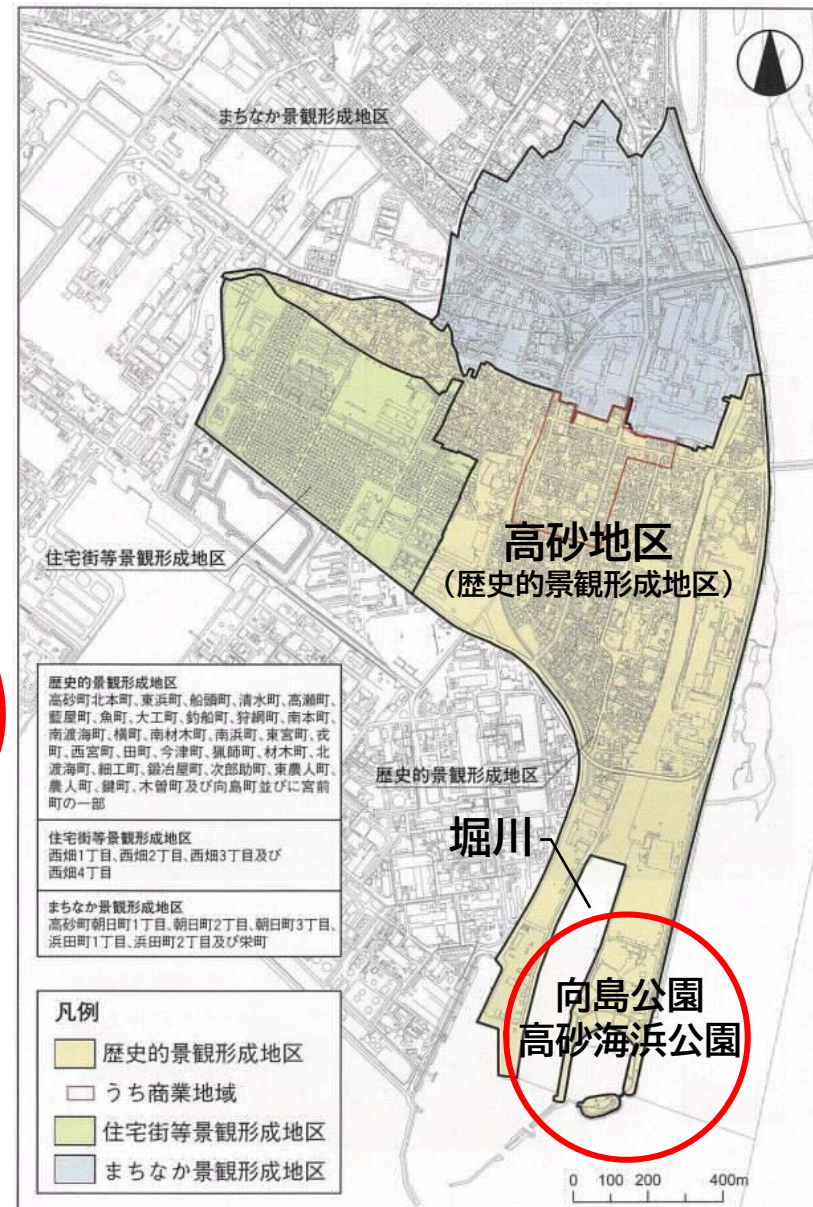 まちなか景観形成地区
住宅街等景観形成地区
高砂地区
（歴史的景観形成地区）
歴史的景観形成地区
高砂町北本町、東浜町、船頭町、清水町、高瀬町、
藍屋町、魚町、大工町、釣船町、狩網町、南本町、
南渡海町、横町、南材木町、南浜町、東宮町、戎
町、西宮町、田町、今津町、猟師町、材木町、北
渡海町、細工町、鍛冶屋町、次郎助町、東農人町、
農人町、鍵町、木曽町及び向島町並びに宮前
町の一部
住宅街等景観形成地区
西畑1丁目、西畑2丁目、西畑3丁目及び
西畑4丁目
まちなか景観形成地区
高砂町朝日町1丁目、朝日町2丁目、朝日町3丁目、
浜田町1丁目、浜田町2丁目及び栄町
歴史的景観形成地区
堀川
向島公園
高砂海浜公園
凡例
歴史的景観形成地区
うち商業地域
住宅街等景観形成地区
まちなか景観形成地区
0 100 200 400m